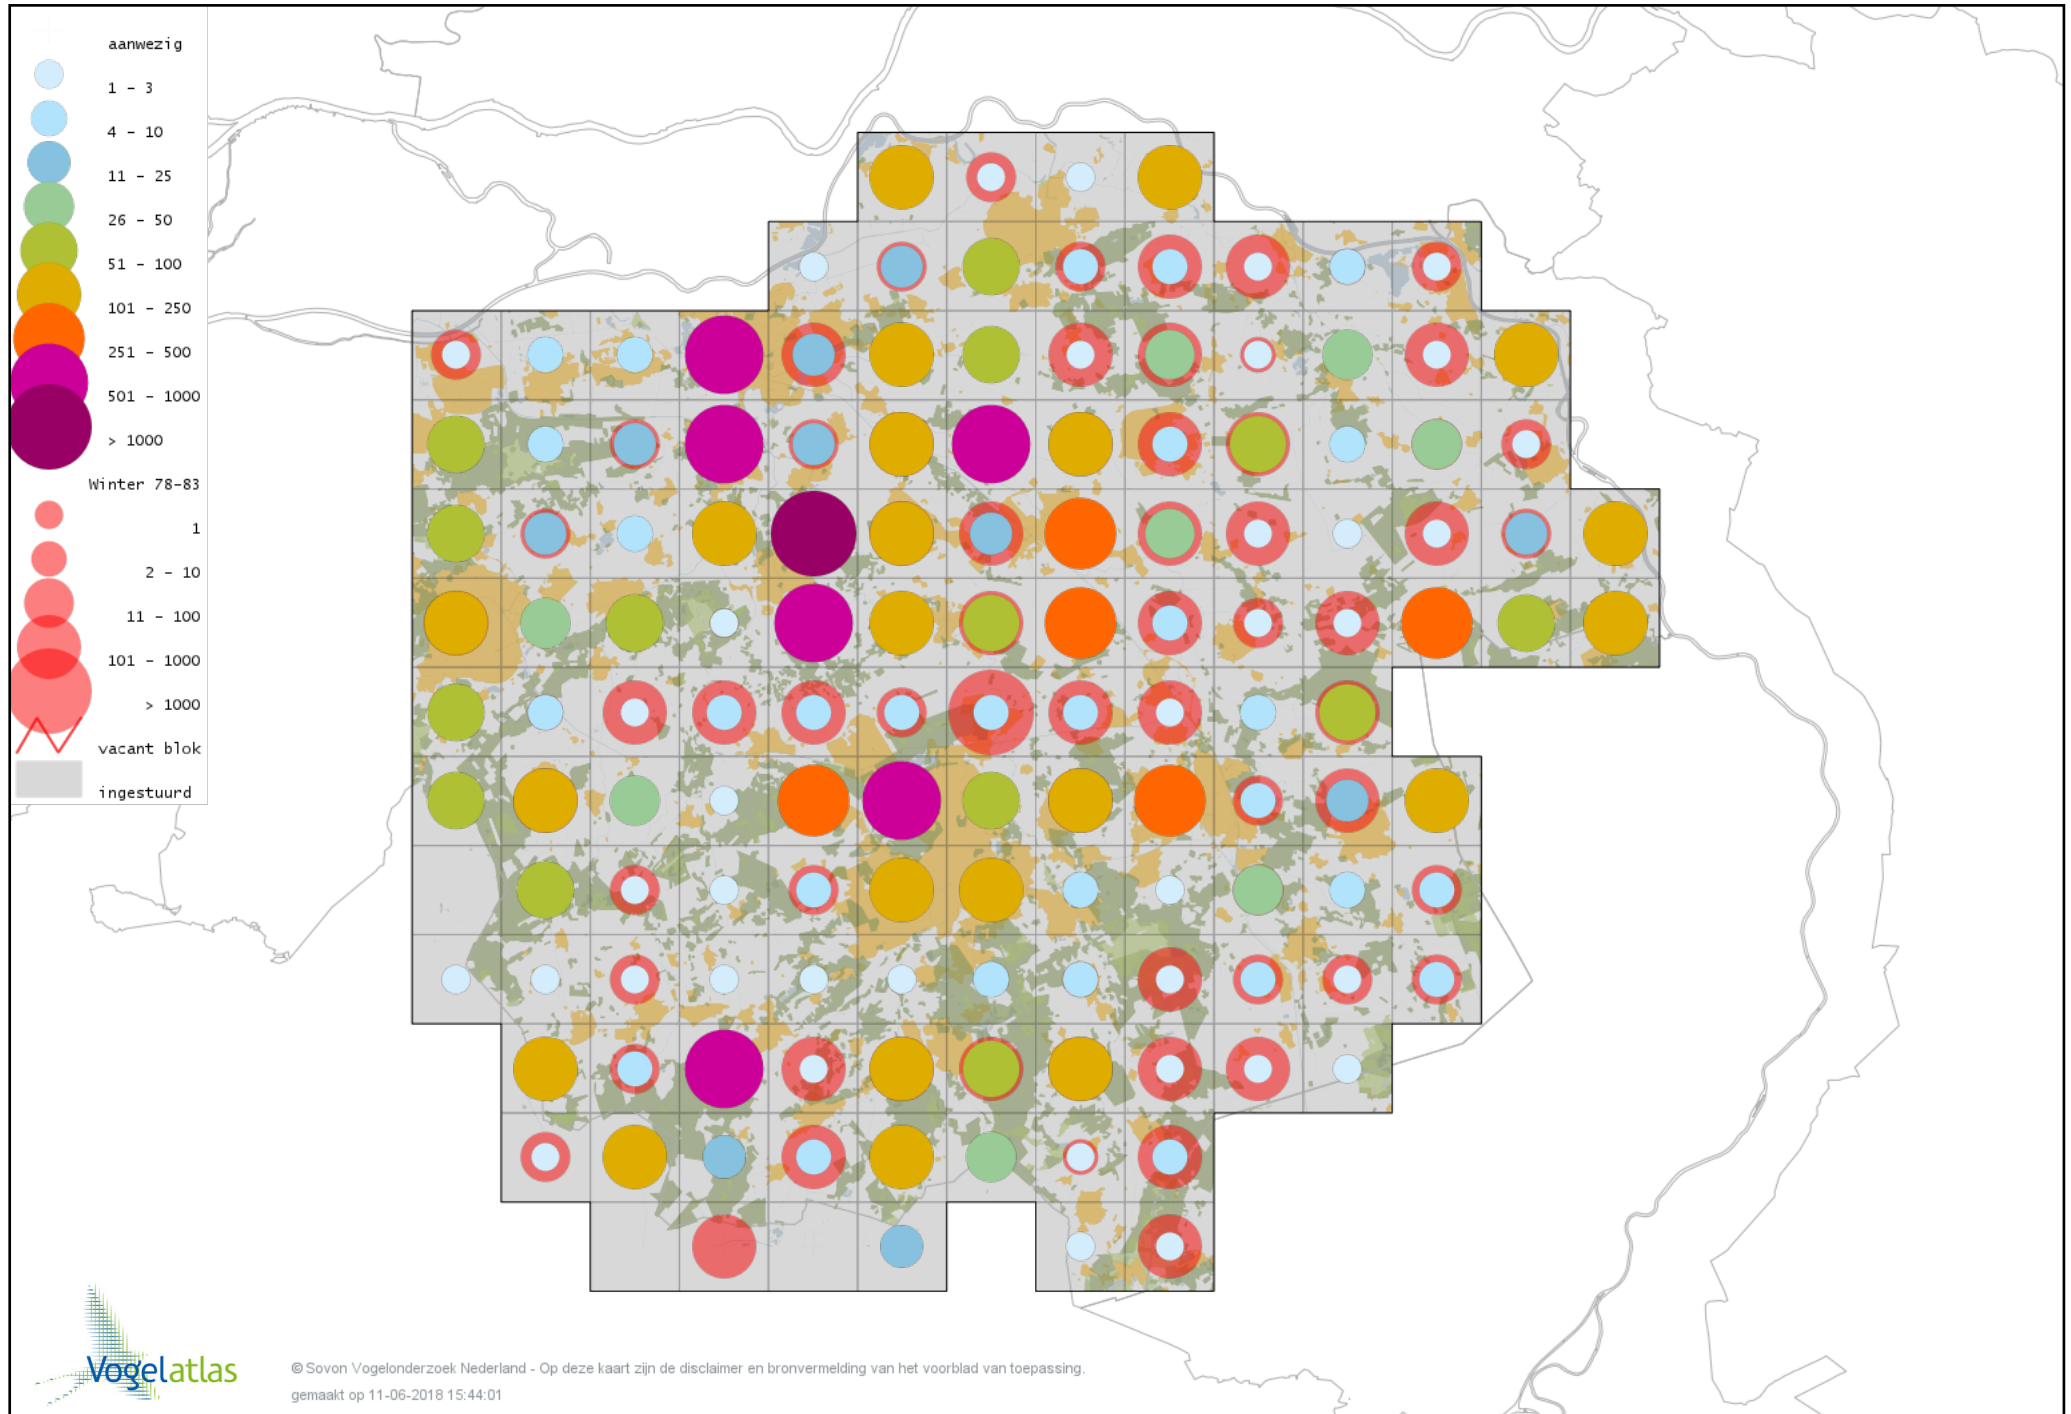 aanwezig
1 - 3
4 - 10
11 - 25
26 - 50
51 - 100
101 - 250
251 - 500
501 - 1000
> 1000
Winter 78-83
1
2 - 10
11 - 100
101 - 1000
> 1000
vacant blok
ingestuurd
Vogelatlas
© Sovon Vogelonderzoek Nederland - Op deze kaart zijn de disclaimer en bronvermelding van het voorblad van toepassing.
gemaakt op 11-06-2018 15:44:01